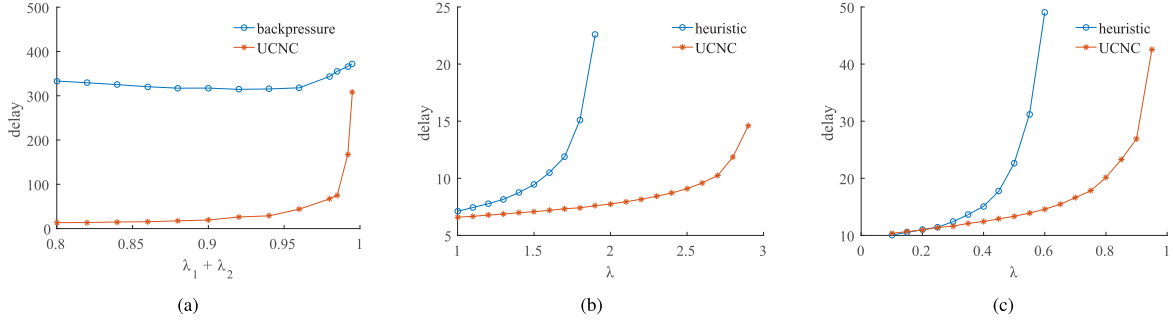 500
400
300
200
100
0
delay
0.8
0.85
0.9
0.95
1
λ₁ + λ₂
backpressure
UCNC
(a)
25
20
15
10
5
delay
1
1.5
2
2.5
3
λ
heuristic
UCNC
(b)
50
40
30
20
10
delay
0
0.2
0.4
0.6
0.8
1
λ
heuristic
UCNC
(c)